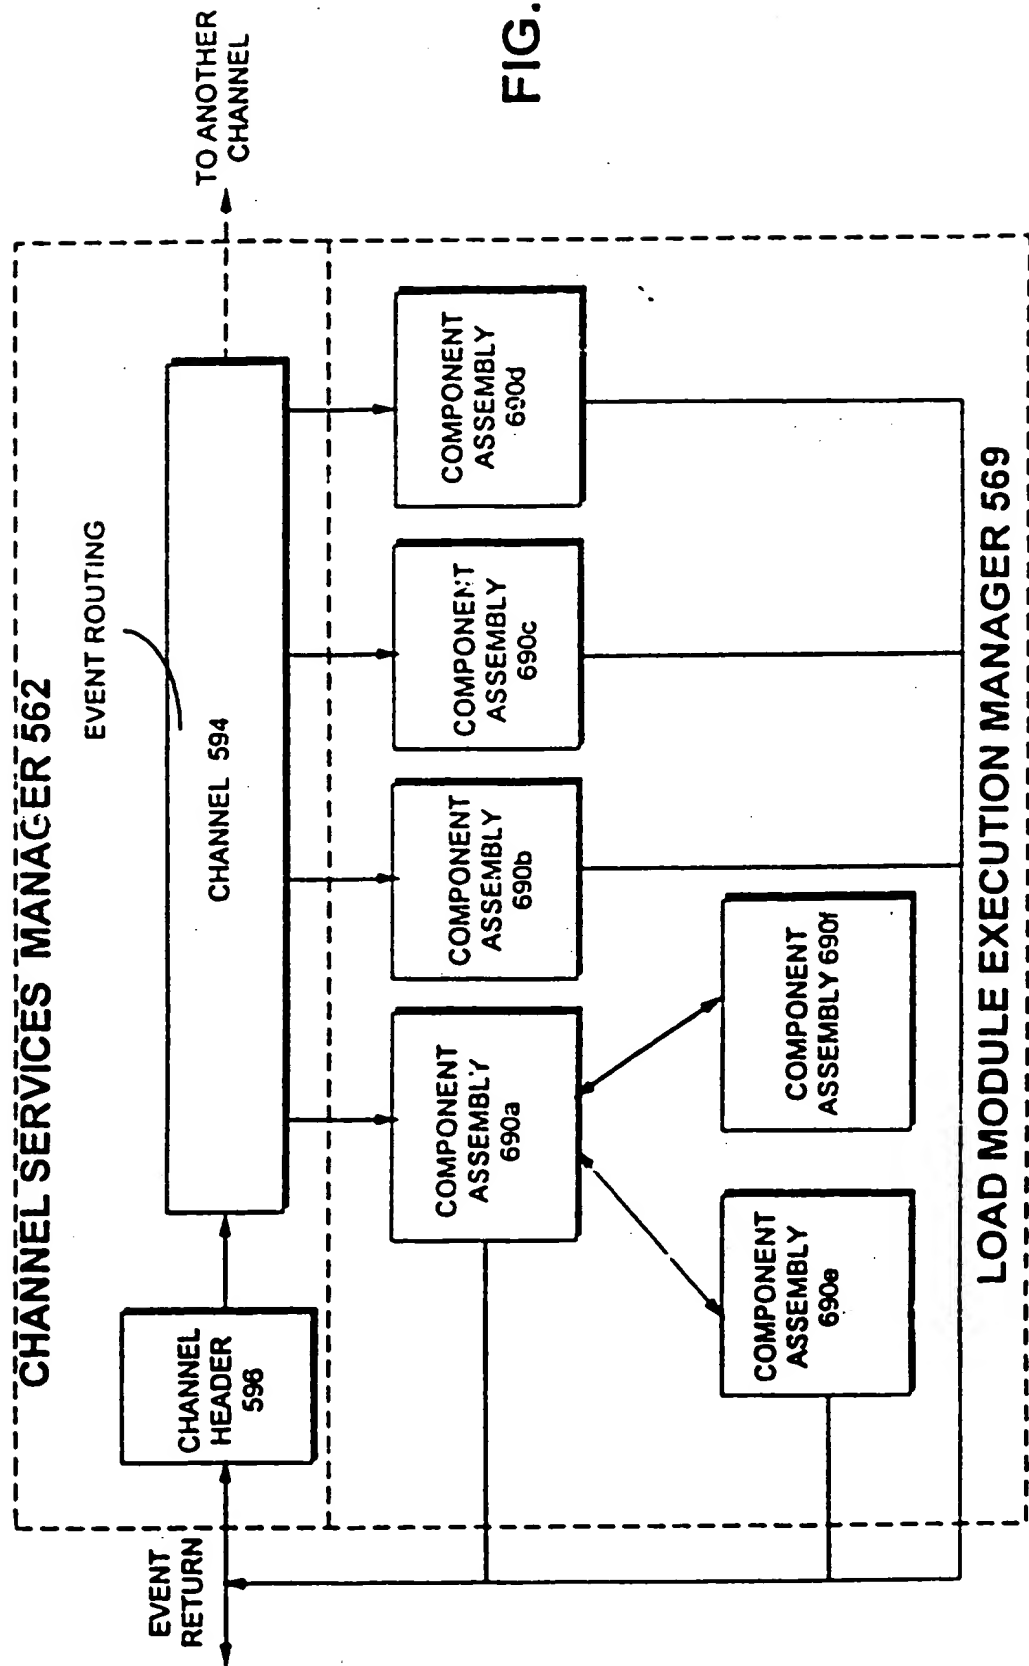 CHANNEL SERVICES MANAGER 562
EVENT ROUTING
TO ANOTHER
CHANNEL
EVENT
RETURN
CHANNEL
HEADER
596
CHANNEL 594
COMPONENT
ASSEMBLY
690a
COMPONENT
ASSEMBLY
690b
COMPONENT
ASSEMBLY
690c
COMPONENT
ASSEMBLY
690d
COMPONENT
ASSEMBLY
690e
COMPONENT
ASSEMBLY 690f
LOAD MODULE EXECUTION MANAGER 569
FIG.